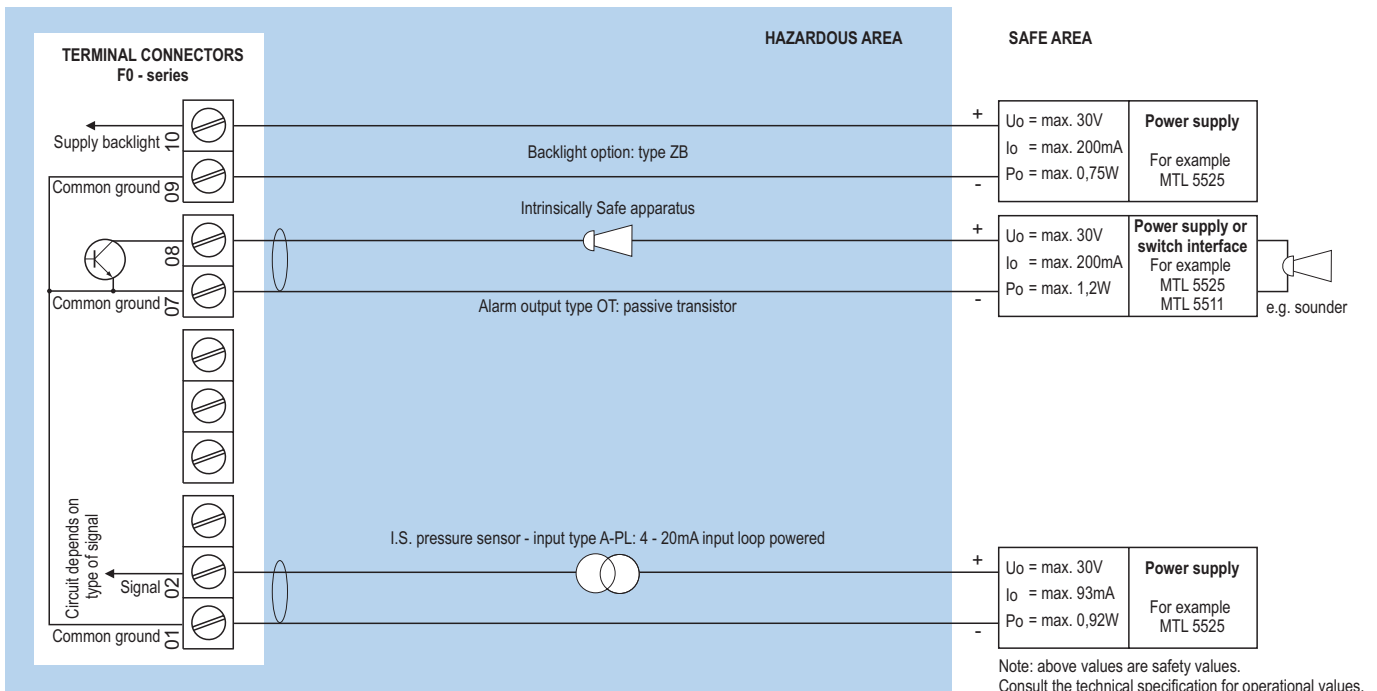 HAZARDOUS AREA
SAFE AREA
TERMINAL CONNECTORS
F0 - series
Supply backlight
10
Common ground
09
08
Common ground
07
Circuit depends on
type of signal
Signal
02
Common ground
01
Backlight option: type ZB
Intrinsically Safe apparatus
Alarm output type OT: passive transistor
I.S. pressure sensor - input type A-PL: 4 - 20mA input loop powered
+
-
Uo = max. 30V
Io = max. 200mA
Po = max. 0,75W
Power supply
For example
MTL 5525
+
-
Uo = max. 30V
Io = max. 200mA
Po = max. 1,2W
Power supply or
switch interface
For example
MTL 5525
MTL 5511
e.g. sounder
+
-
Uo = max. 30V
Io = max. 93mA
Po = max. 0,92W
Power supply
For example
MTL 5525
Note: above values are safety values.
Consult the technical specification for operational values.